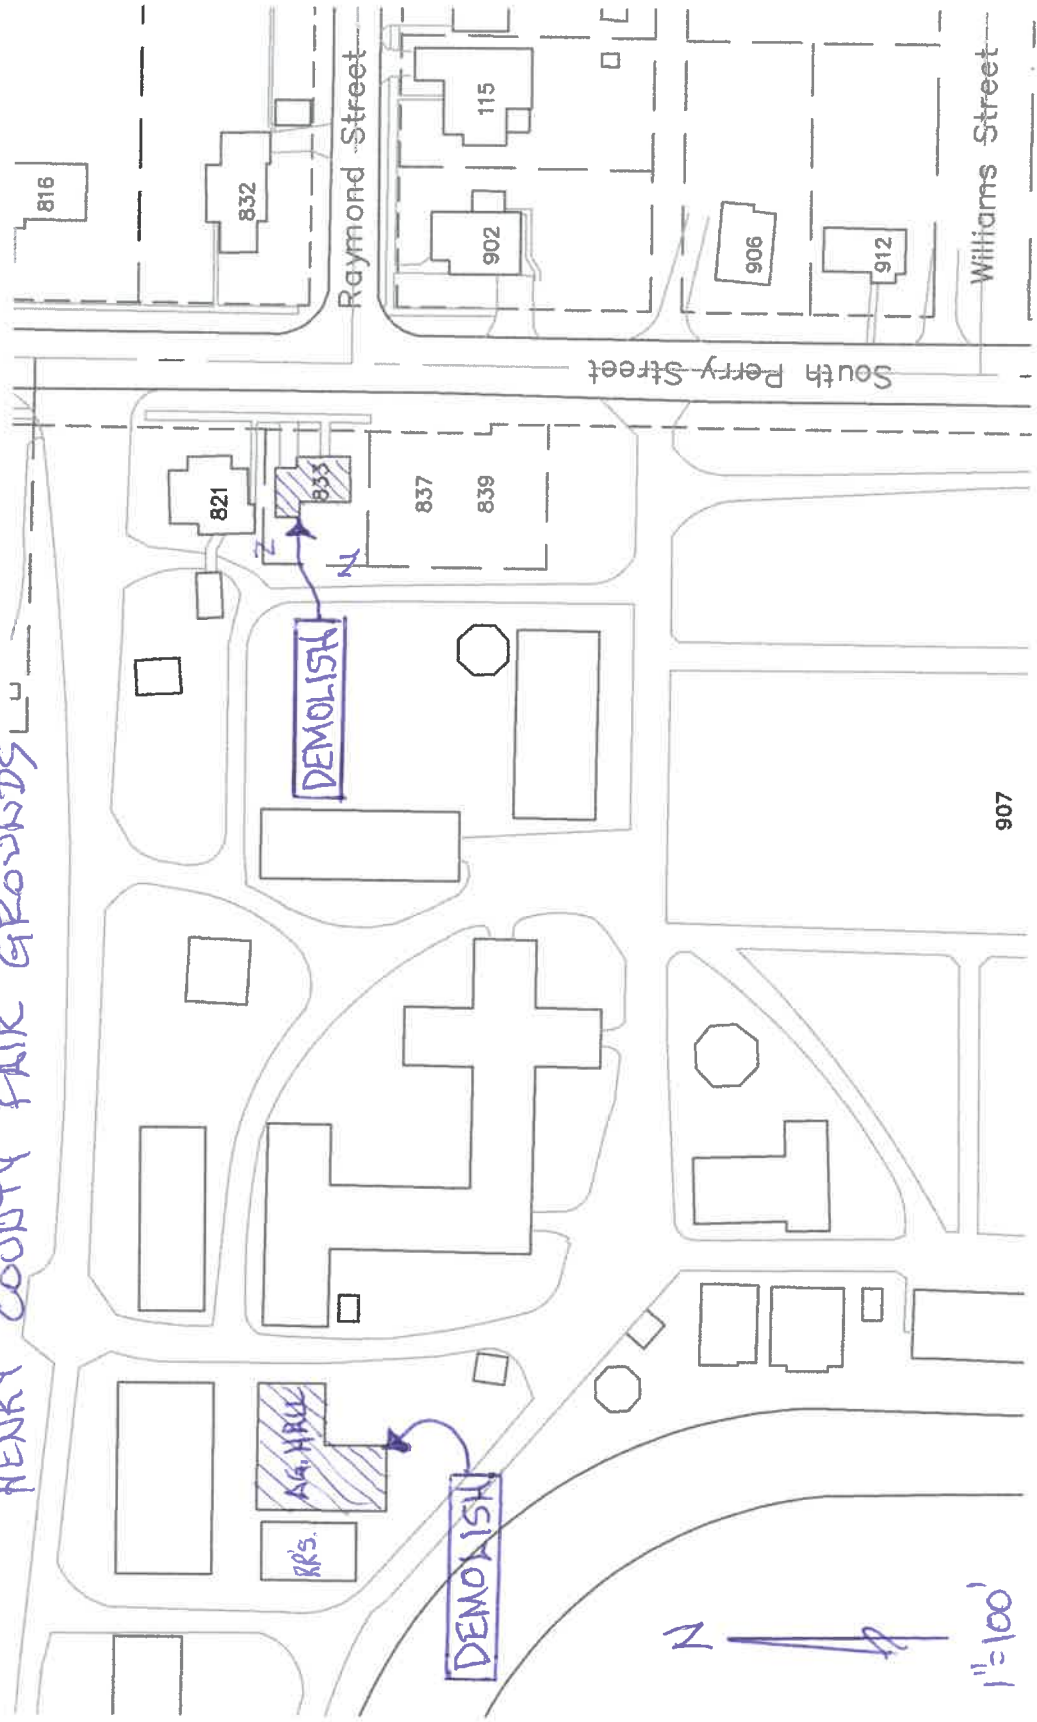 HENRY COUNTY FAIR GROUNDS
816
832
Raymond Street
115
902
906
912
Williams Street
South Perry Street
821
833
837
839
Z
N
DEMOLISH
907
AG. HALL
RR's.
DEMOLISH
N
1"=100'